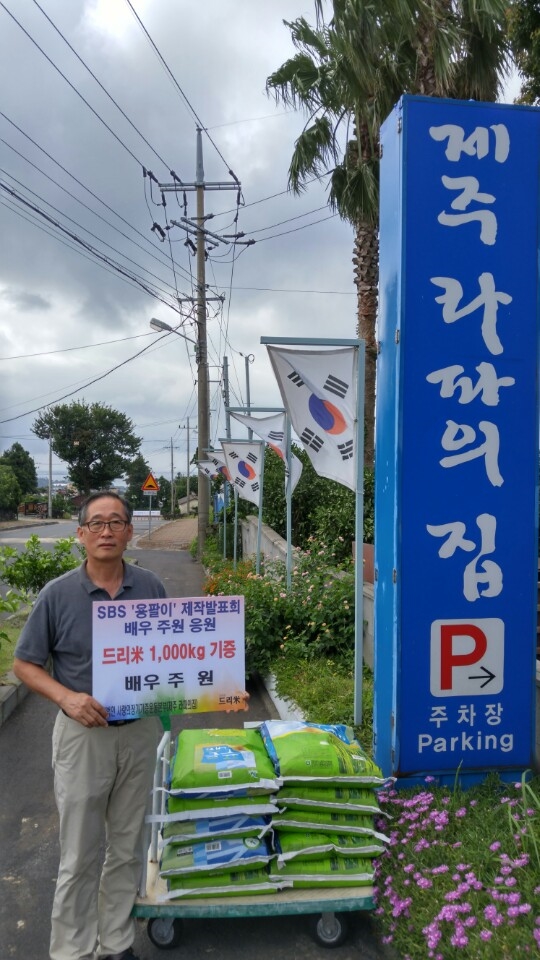 제주 라파의 집
P
주차장
Parking
SBS '용팔이' 제작발표회
배우 주원 응원
드리米 1,000kg 기증
배우 주 원
드리米